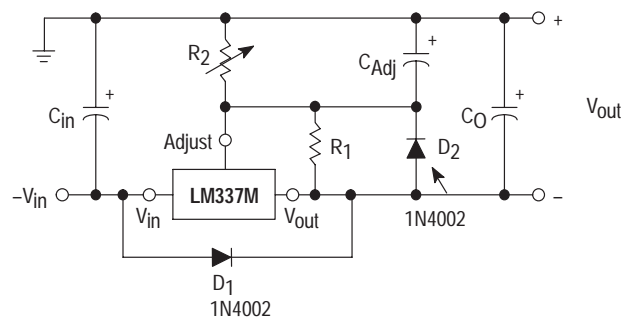 +
R2
CAdj
+
Cin
+
CO
+
Vout
Adjust
R1
D2
–Vin
Vin
LM337M
Vout
–
1N4002
D1
1N4002